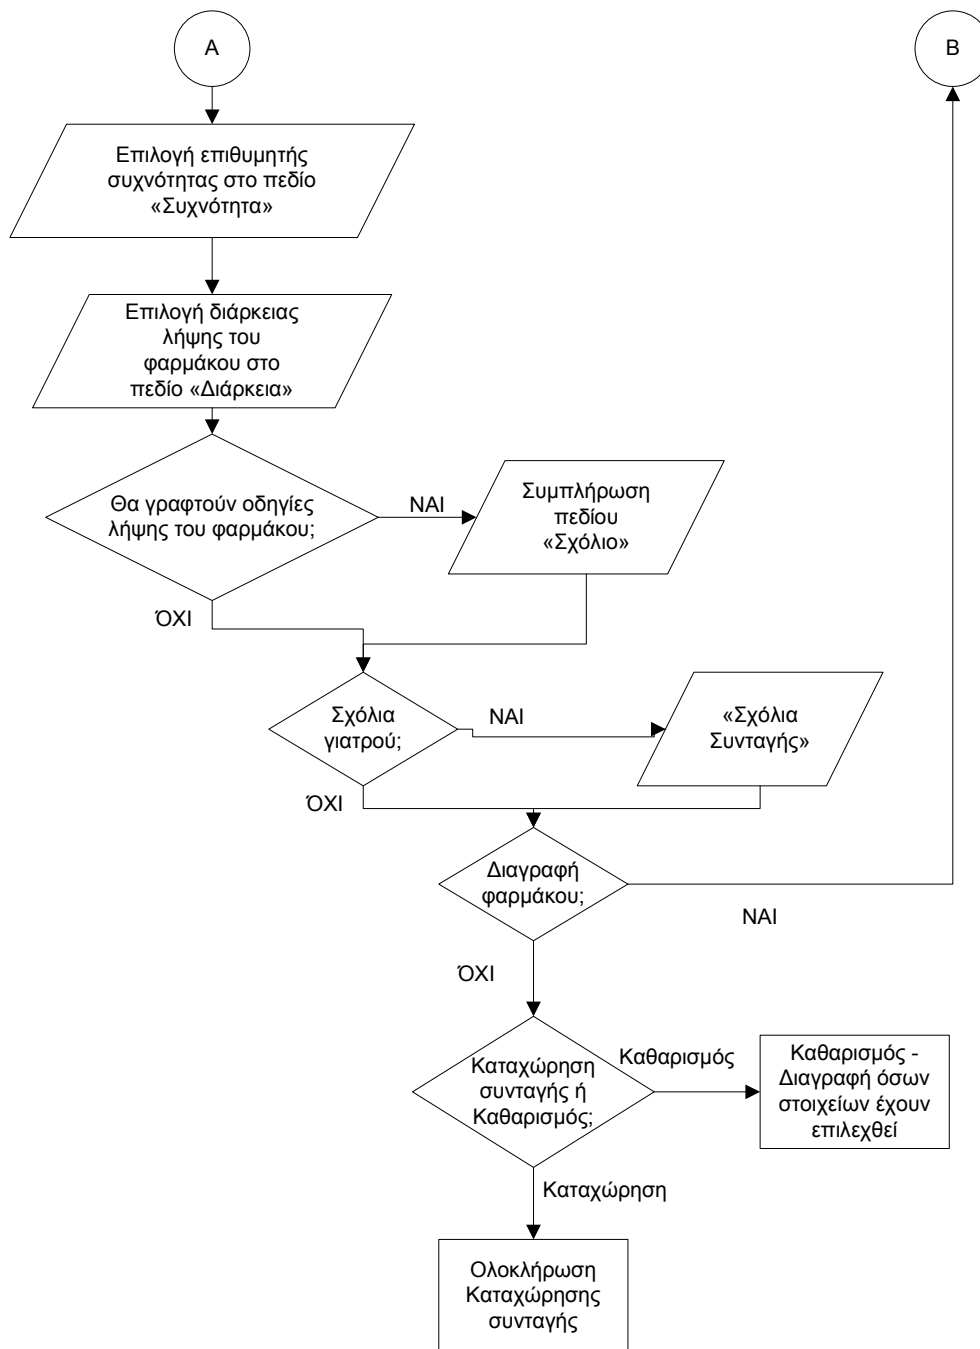 A
B
Επιλογή επιθυμητής
συχνότητας στο πεδίο
«Συχνότητα»
Επιλογή διάρκειας
λήψης του
φαρμάκου στο
πεδίο «Διάρκεια»
Θα γραφτούν οδηγίες
λήψης του φαρμάκου;
ΝΑΙ
Συμπλήρωση
πεδίου
«Σχόλιο»
ΌΧΙ
Σχόλια
γιατρού;
ΝΑΙ
«Σχόλια
Συνταγής»
ΌΧΙ
Διαγραφή
φαρμάκου;
ΝΑΙ
ΌΧΙ
Καταχώρηση
συνταγής ή
Καθαρισμός;
Καθαρισμός
Καθαρισμός -
Διαγραφή όσων
στοιχείων έχουν
επιλεχθεί
Καταχώρηση
Ολοκλήρωση
Καταχώρησης
συνταγής